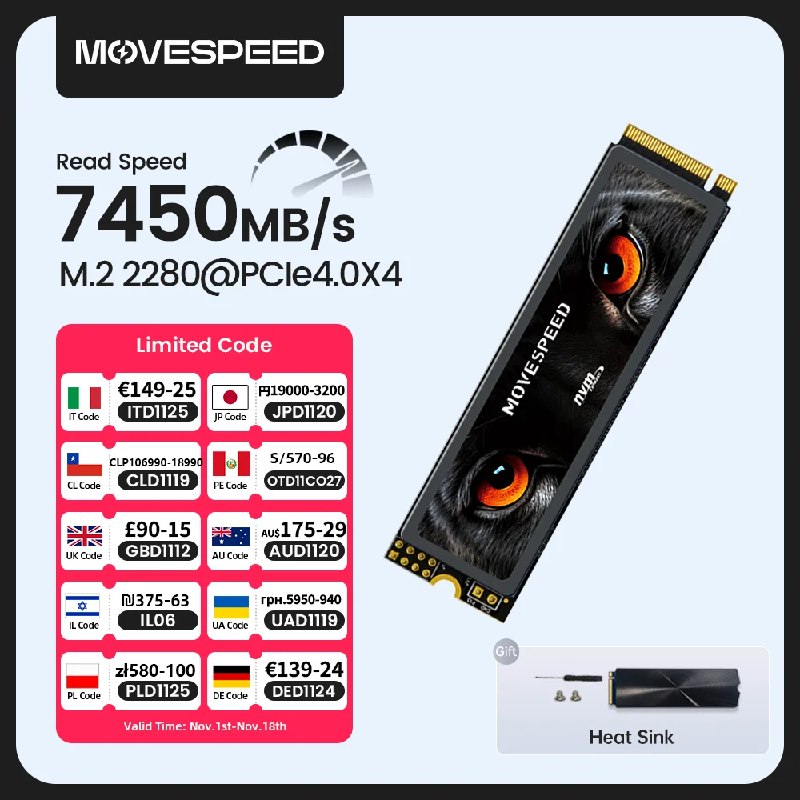 MOVESPEED
Read Speed
7450MB/s
M.2 2280@PCIe4.0X4
Limited Code
€149-25
IT Code
ITD1125
円19000-3200
JP Code
JPD1120
CLP106990-18990
CL Code
CLD1119
S/570-96
PE Code
OTD11CO27
£90-15
UK Code
GBD1112
AU$175-29
AU Code
AUD1120
₪375-63
IL Code
IL06
грн.5950-940
UA Code
UAD1119
zł580-100
PL Code
PLD1125
€139-24
DE Code
DED1124
Valid Time: Nov.1st-Nov.18th
MOVESPEED
nvm
Gift
Heat Sink